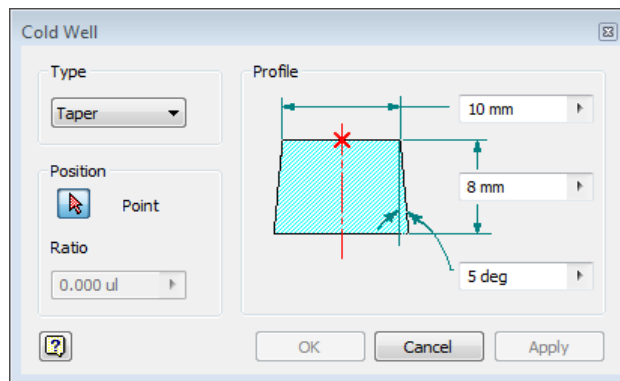 Cold Well
Type
Taper
Position
Point
Ratio
0.000 ul
Profile
10 mm
8 mm
5 deg
?
OK
Cancel
Apply